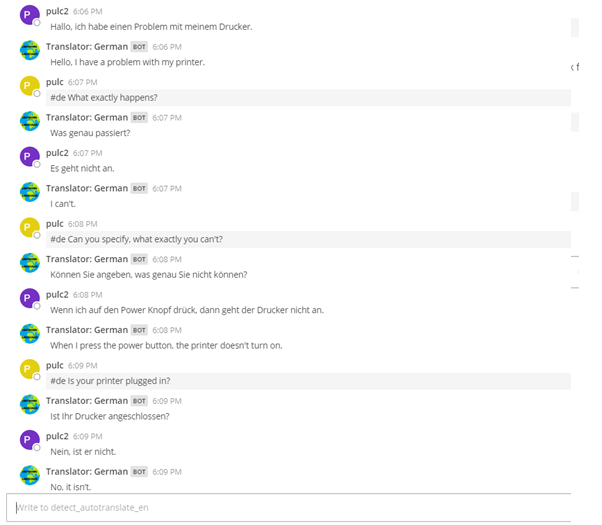 pulc2 6:06 PM
Hallo, ich habe einen Problem mit meinem Drucker.
Translator: German BOT 6:06 PM
Hello, I have a problem with my printer.
pulc 6:07 PM
#de What exactly happens?
Translator: German BOT 6:07 PM
Was genau passiert?
pulc2 6:07 PM
Es geht nicht an.
Translator: German BOT 6:07 PM
I can't.
pulc 6:08 PM
#de Can you specify, what exactly you can't?
Translator: German BOT 6:08 PM
Können Sie angeben, was genau Sie nicht können?
pulc2 6:08 PM
Wenn ich auf den Power Knopf drück, dann geht der Drucker nicht an.
Translator: German BOT 6:08 PM
When I press the power button, the printer doesn't turn on.
pulc 6:09 PM
#de Is your printer plugged in?
Translator: German BOT 6:09 PM
Ist Ihr Drucker angeschlossen?
pulc2 6:09 PM
Nein, ist er nicht.
Translator: German BOT 6:09 PM
No, it isn't.
Write to detect_autotranslate_en